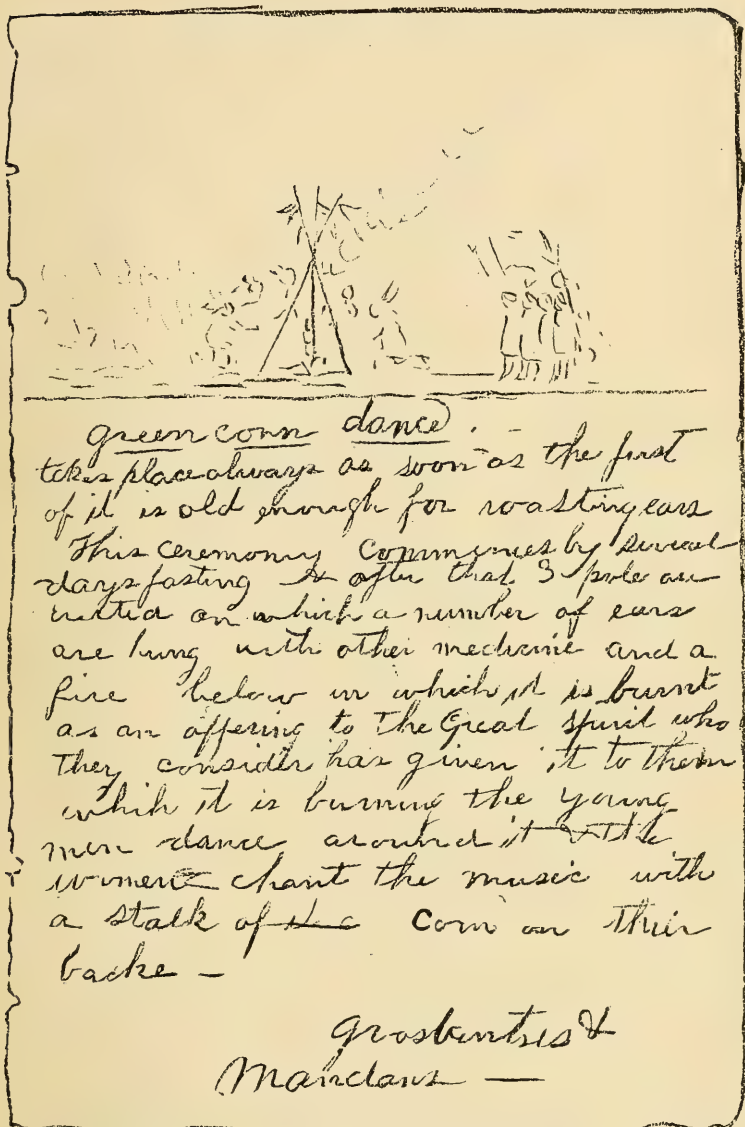 green corn dance. -
takes place always as soon as the first
of it is old enough for roasting ears
This ceremony commences by several
days fasting & after that 3 pole are
erected on which a number of ears
are hung with other medicine and a
fire below in which it is burnt
as an offering to The Great Spirit who
they consider has given it to them
which it is burning the young
men dance around it & the
women chant the music with
a stalk of the corn on their
backe -
Grosbentres &
Mandans -